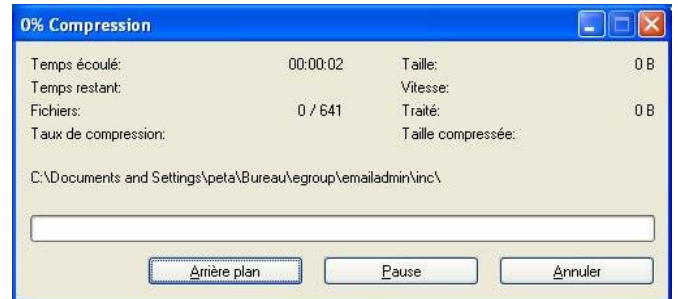 0% Compression
Temps écoulé: 00:00:02 Taille: 0 B
Temps restant: Vitesse:
Fichiers: 0 / 641 Traité: 0 B
Taux de compression: Taille compressée:
C:\Documents and Settings\peta\Bureau\egroup\emailadmin\inc\
Arrière plan Pause Annuler